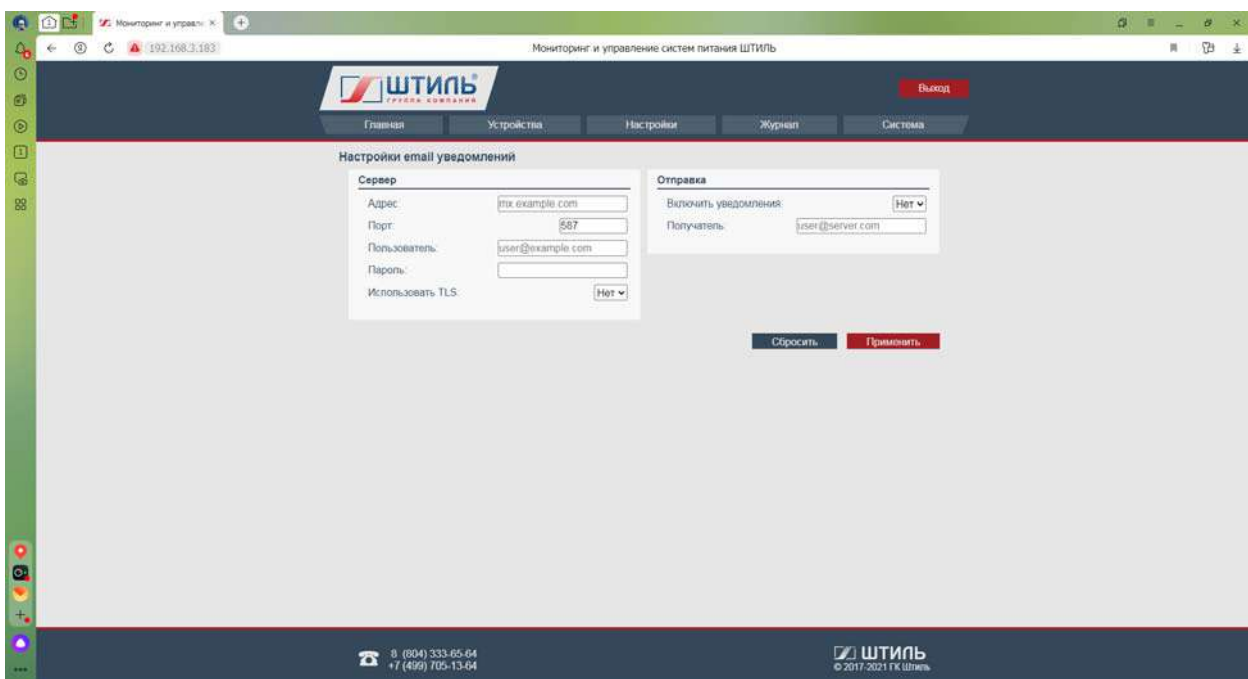 Мониторинг и управле
192.168.3.183
Мониторинг и управление систем питания ШТИЛЬ
ШТИЛЬ
ГРУППА КОМПАНИЙ
Выход
Главная
Устройства
Настройки
Журнал
Система
Настройки email уведомлений
Сервер
Адрес:
mx.example.com
Порт:
587
Пользователь:
user@example.com
Пароль:
Использовать TLS:
Нет
Отправка
Включить уведомления:
Нет
Получатель:
user@server.com
Сбросить
Применить
8 (804) 333-65-64
+7 (499) 705-13-64
ШТИЛЬ
© 2017-2021 ГК Штиль